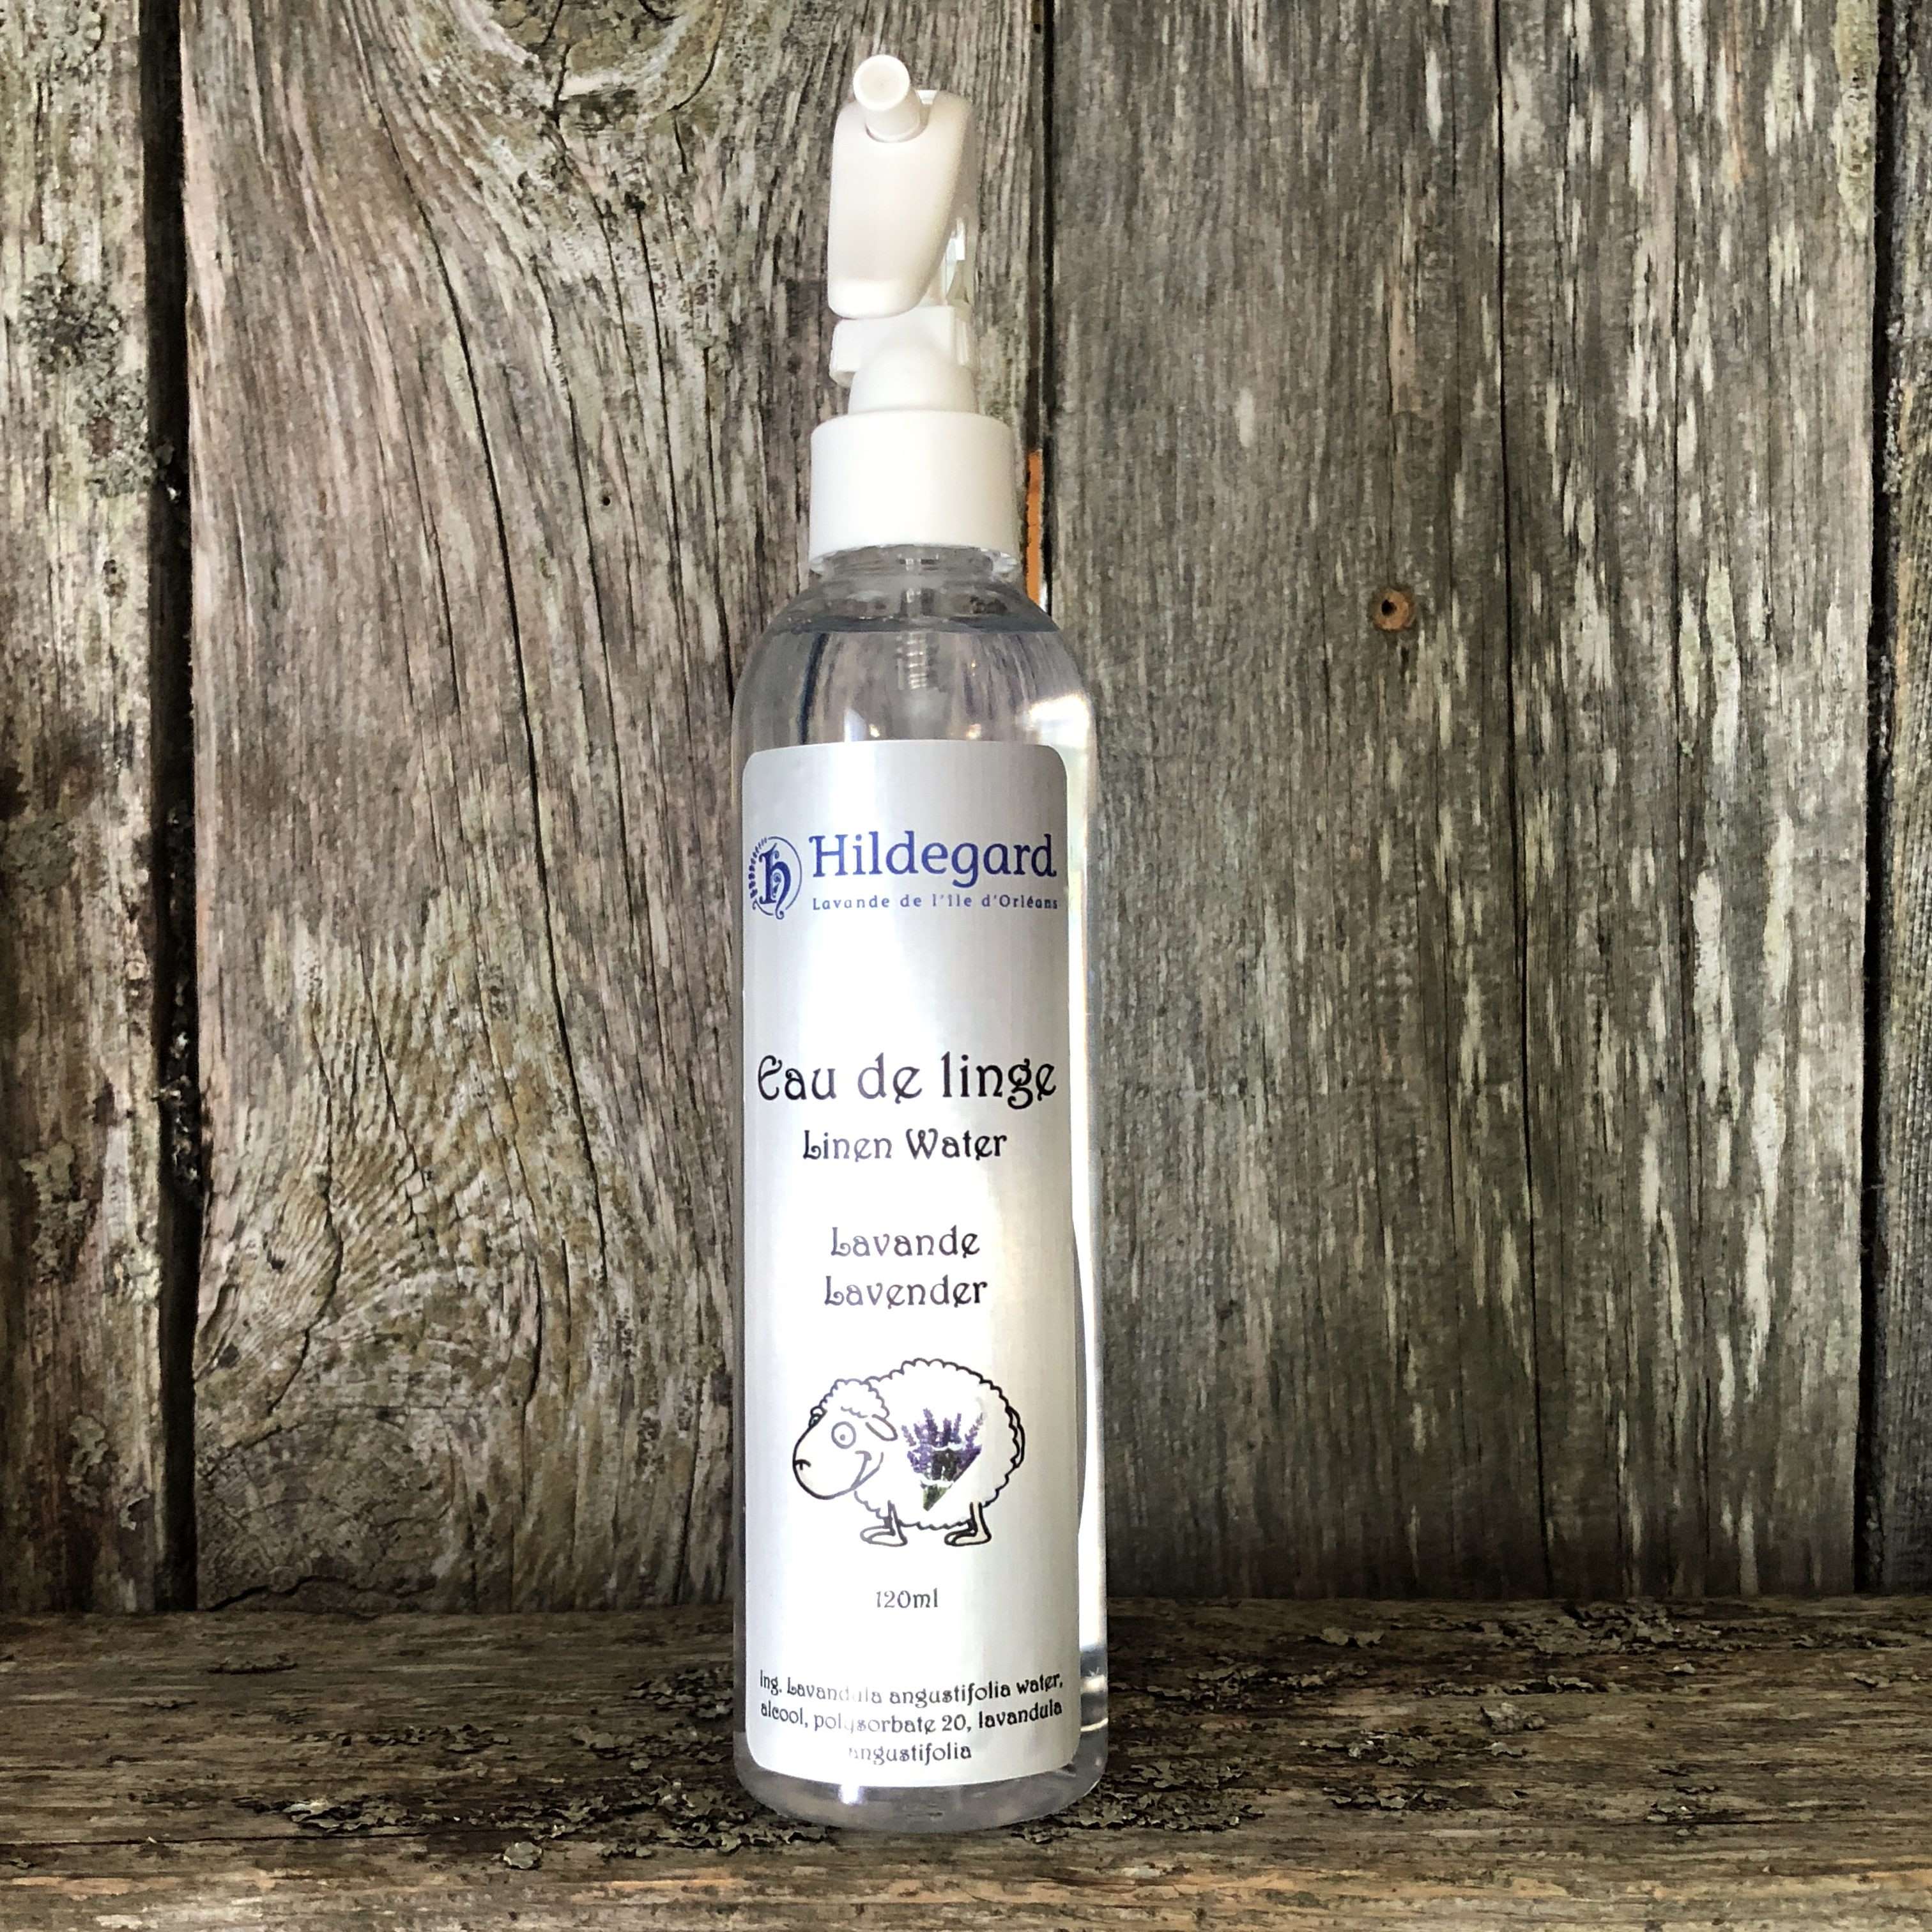 Hildegard
Lavande de l'île d'Orléans
Eau de linge
Linen Water
Lavande
Lavender
120ml
Ing. Lavandula angustifolia water,
alcool, polysorbate 20, lavandula
angustifolia